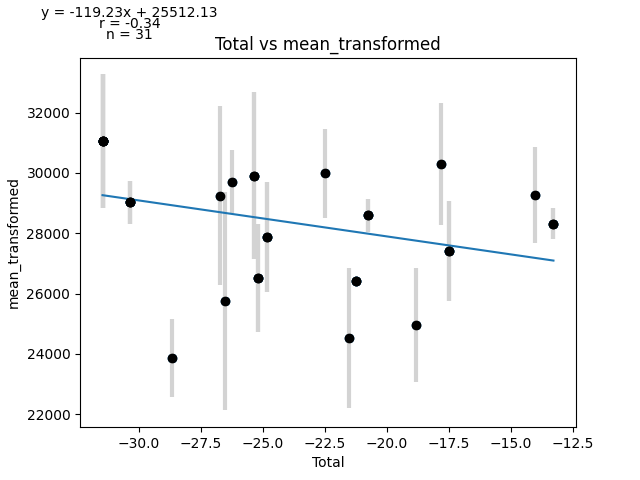 y = -119.23x + 25512.13
r = -0.34
n = 31
Total vs mean_transformed
32000
30000
28000
26000
24000
22000
mean_transformed
−30.0 −27.5 −25.0 −22.5 −20.0 −17.5 −15.0 −12.5
Total